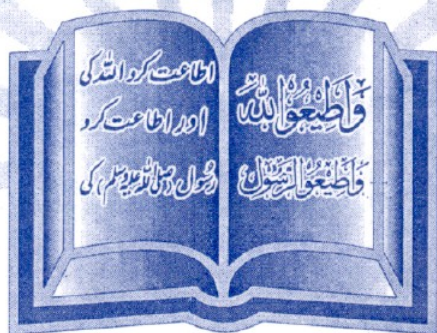 وَاَطِیْعُوا اللّٰہَ
وَاَطِیْعُوا الرَّسُوْلَ
اطاعت کرو اللہ کی
اور اطاعت کرو
رسول (صلی اللہ علیہ وسلم) کی